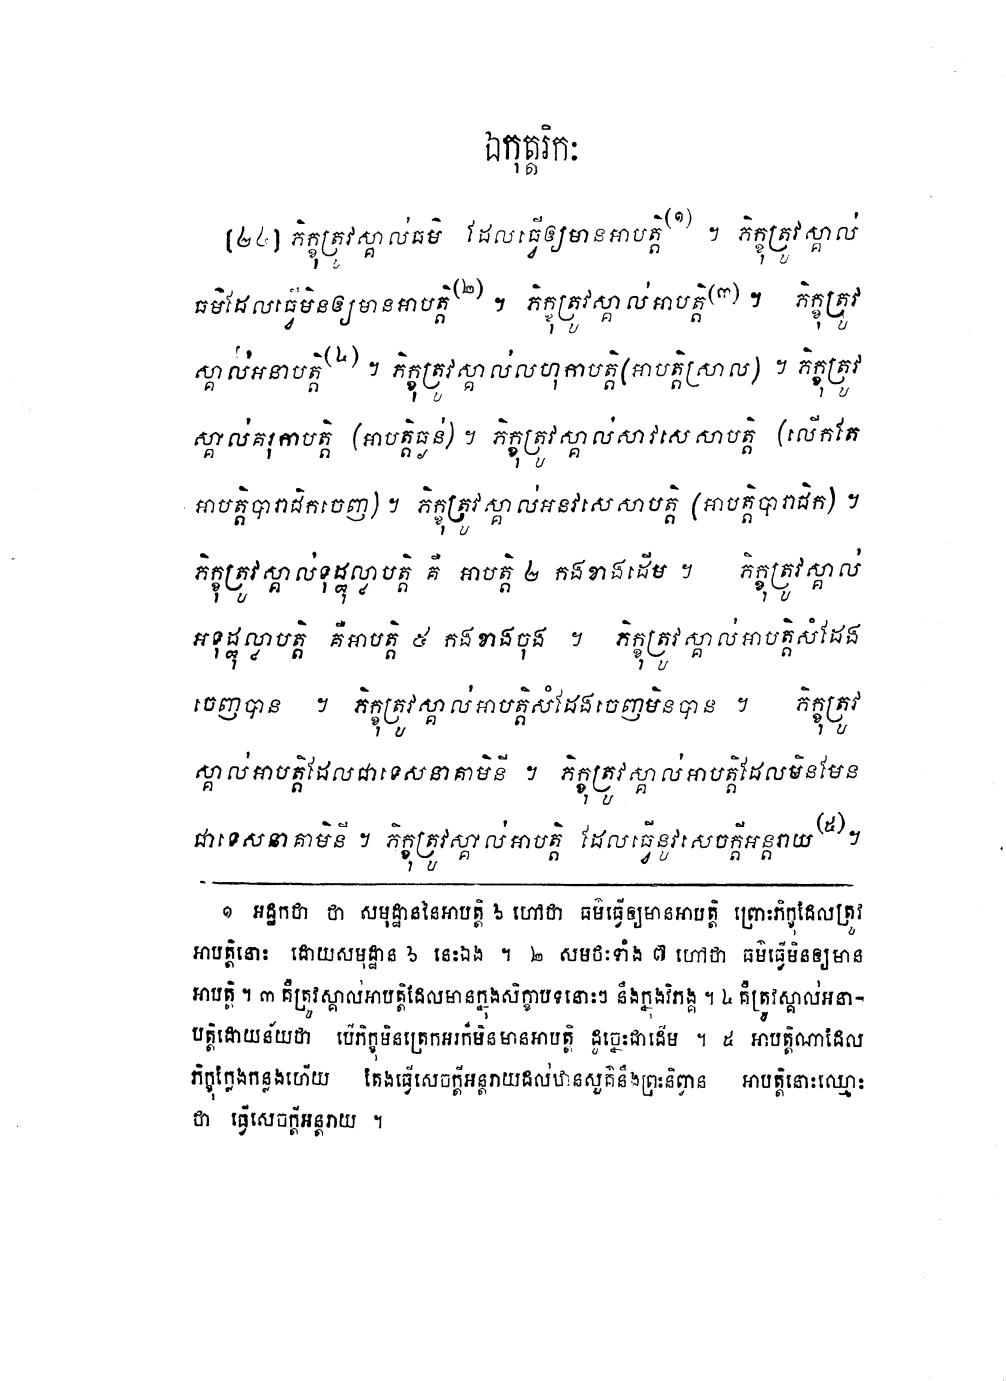 ឯកុត្តរិកៈ
[២៤] ភិក្ខុត្រូវស្គាល់ធម៌ ដែលធ្វើឲ្យមានអាបត្តិ(១) ។ ភិក្ខុត្រូវស្គាល់
ធម៌ដែលធ្វើមិនឲ្យមានអាបត្តិ(២) ។ ភិក្ខុត្រូវស្គាល់អាបត្តិ(៣) ។ ភិក្ខុត្រូវ
ស្គាល់អនាបត្តិ(៤) ។ ភិក្ខុត្រូវស្គាល់លហុកាបត្តិ(អាបត្តិស្រាល) ។ ភិក្ខុត្រូវ
ស្គាល់គរុកាបត្តិ (អាបត្តិធ្ងន់) ។ ភិក្ខុត្រូវស្គាល់សាវសេសាបត្តិ (លើកតែ
អាបត្តិបារាជិកចេញ) ។ ភិក្ខុត្រូវស្គាល់អនវសេសាបត្តិ (អាបត្តិបារាជិក) ។
ភិក្ខុត្រូវស្គាល់ទុដ្ឋុល្លាបត្តិ គឺ អាបត្តិ ២ កងខាងដើម ។ ភិក្ខុត្រូវស្គាល់
អទុដ្ឋុល្លាបត្តិ គឺអាបត្តិ ៥ កងខាងចុង ។ ភិក្ខុត្រូវស្គាល់អាបត្តិសំដែង
ចេញបាន ។ ភិក្ខុត្រូវស្គាល់អាបត្តិសំដែងចេញមិនបាន ។ ភិក្ខុត្រូវ
ស្គាល់អាបត្តិដែលជាទេសនាគាមិនី ។ ភិក្ខុត្រូវស្គាល់អាបត្តិដែលមិនមែន
ជាទេសនាគាមិនី ។ ភិក្ខុត្រូវស្គាល់អាបត្តិ ដែលធ្វើនូវសេចក្តីអន្តរាយ(៥) ។
១ អដ្ឋកថា ថា សមុដ្ឋាននៃអាបត្តិ ៦ ហៅថា ធម៌ធ្វើឲ្យមានអាបត្តិ ព្រោះភិក្ខុដែលត្រូវ
អាបត្តិនោះ ដោយសមុដ្ឋាន ៦ នេះឯង ។ ២ សមថៈទាំង ៧ ហៅថា ធម៌ធ្វើមិនឲ្យមាន
អាបត្តិ ។ ៣ គឺត្រូវស្គាល់អាបត្តិដែលមានក្នុងសិក្ខាបទនោះៗ និងក្នុងវិភង្គ ។ ៤ គឺត្រូវស្គាល់អនា-
បត្តិដោយន័យថា បើភិក្ខុមិនត្រេកអរក៏មិនមានអាបត្តិ ដូច្នេះជាដើម ។ ៥ អាបត្តិណាដែល
ភិក្ខុក្លែងកន្លងហើយ តែងធ្វើសេចក្តីអន្តរាយដល់ឋានសួគ៌និងព្រះនិព្វាន អាបត្តិនោះឈ្មោះ
ថា ធ្វើសេចក្តីអន្តរាយ ។